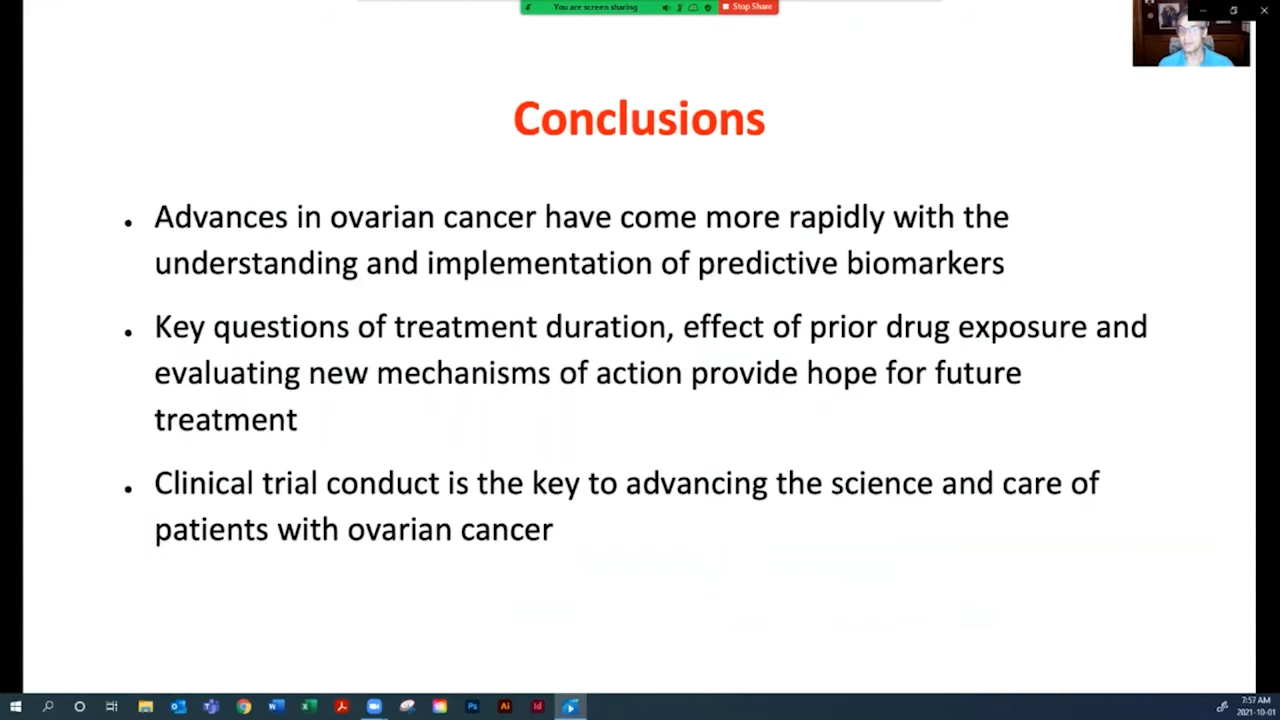 You are screen sharing
Stop Share
Conclusions
• Advances in ovarian cancer have come more rapidly with the
understanding and implementation of predictive biomarkers
• Key questions of treatment duration, effect of prior drug exposure and
evaluating new mechanisms of action provide hope for future
treatment
• Clinical trial conduct is the key to advancing the science and care of
patients with ovarian cancer
Ps
Ai
Id
7:57 AM
2021-10-01